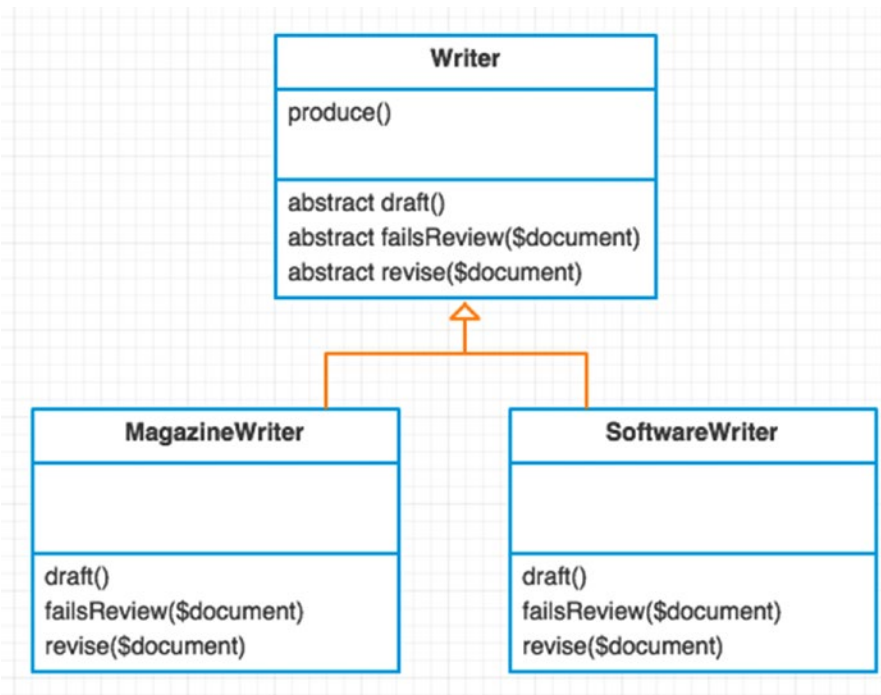 Writer
produce()
abstract draft()
abstract failsReview($document)
abstract revise($document)
MagazineWriter
draft()
failsReview($document)
revise($document)
SoftwareWriter
draft()
failsReview($document)
revise($document)